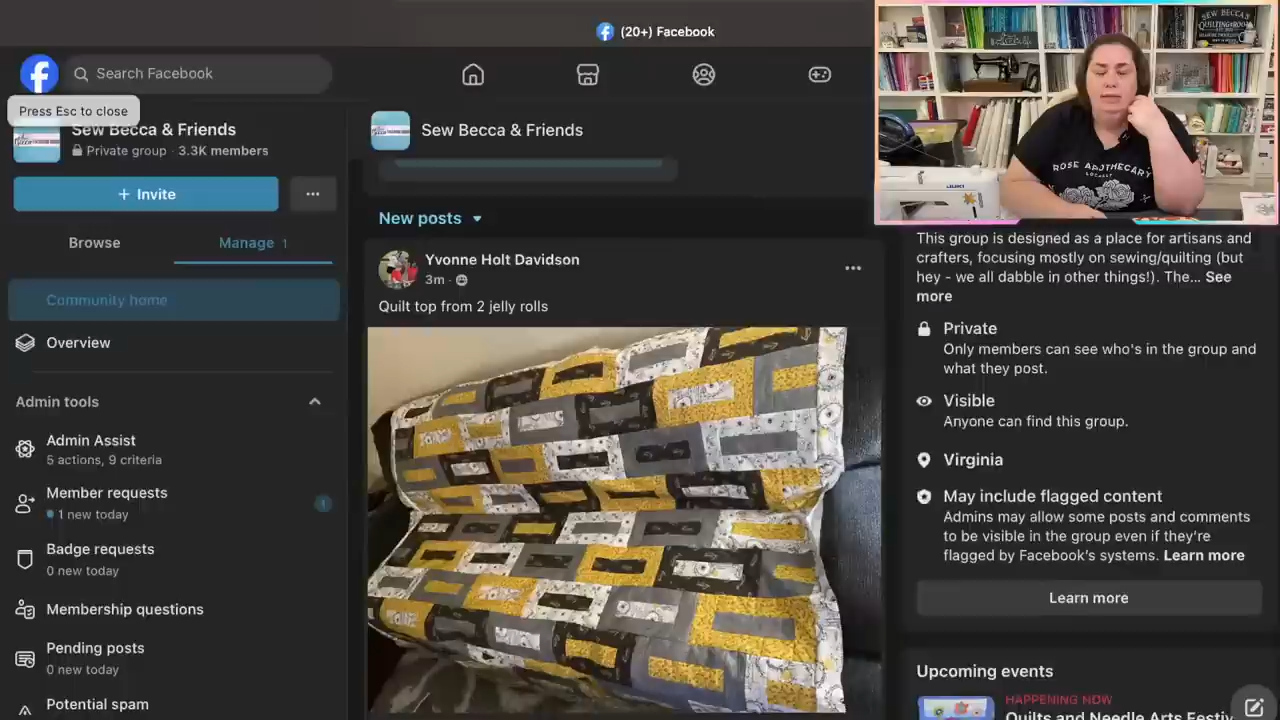 (20+) Facebook
Search Facebook
Press Esc to close
Sew Becca & Friends
Private group · 3.3K members
+ Invite
Browse
Manage 1
Community home
Overview
Admin tools
Admin Assist
5 actions, 9 criteria
Member requests
1 new today
1
Badge requests
0 new today
Membership questions
Pending posts
0 new today
Potential spam
Sew Becca & Friends
New posts
Yvonne Holt Davidson
3m ·
Quilt top from 2 jelly rolls
SEW BECCA'S
JUKI
ROSE APOTHECARY
LOCALLY
This group is designed as a place for artisans and
crafters, focusing mostly on sewing/quilting (but
hey - we all dabble in other things!). The... See
more
Private
Only members can see who's in the group and
what they post.
Visible
Anyone can find this group.
Virginia
May include flagged content
Admins may allow some posts and comments
to be visible in the group even if they're
flagged by Facebook's systems. Learn more
Learn more
Upcoming events
HAPPENING NOW
Quilts and Needle Arts Festiv